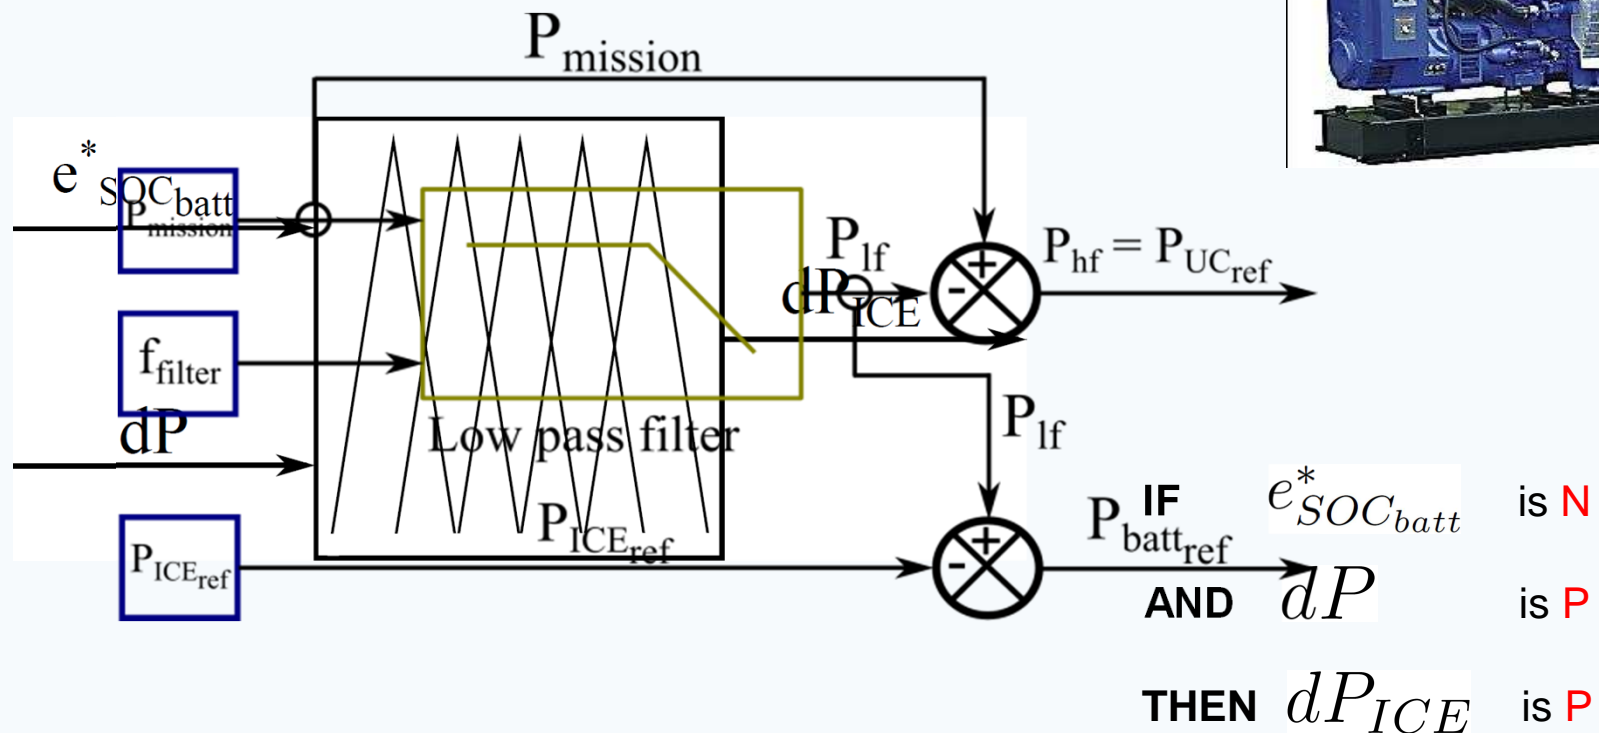 P_mission
e*_SOC_batt
P_mission
P_lf
P_hf = P_UC_ref
dP_ICE
f_filter
dP
Low pass filter
P_lf
P_ICE_ref
P_ICE_ref
P_batt_ref
IF e*_SOC_batt is N
AND dP is P
THEN dP_ICE is P